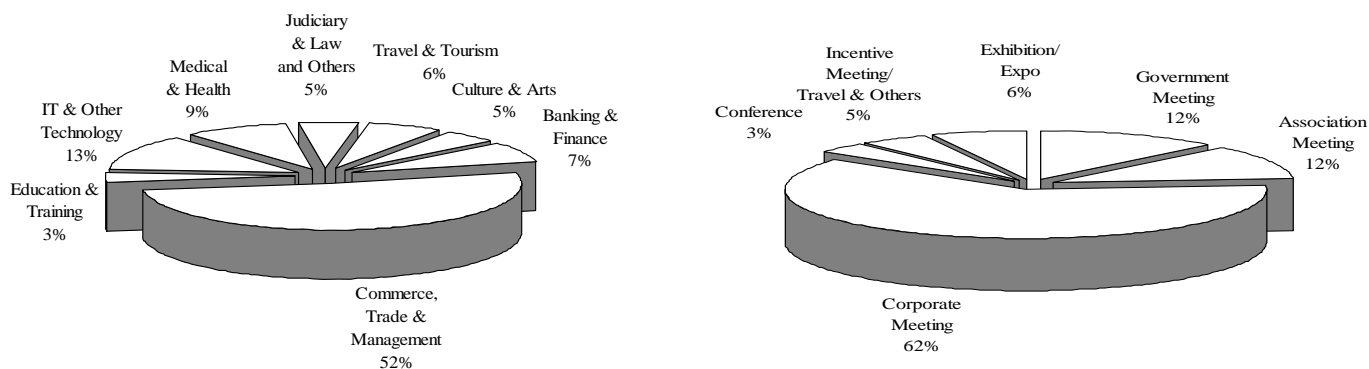 Judiciary
& Law
and Others
5%
Travel & Tourism
6%
Culture & Arts
5%
Banking &
Finance
7%
Medical
& Health
9%
IT & Other
Technology
13%
Education &
Training
3%
Commerce,
Trade &
Management
52%
Incentive
Meeting/
Travel & Others
5%
Exhibition/
Expo
6%
Government
Meeting
12%
Association
Meeting
12%
Conference
3%
Corporate
Meeting
62%